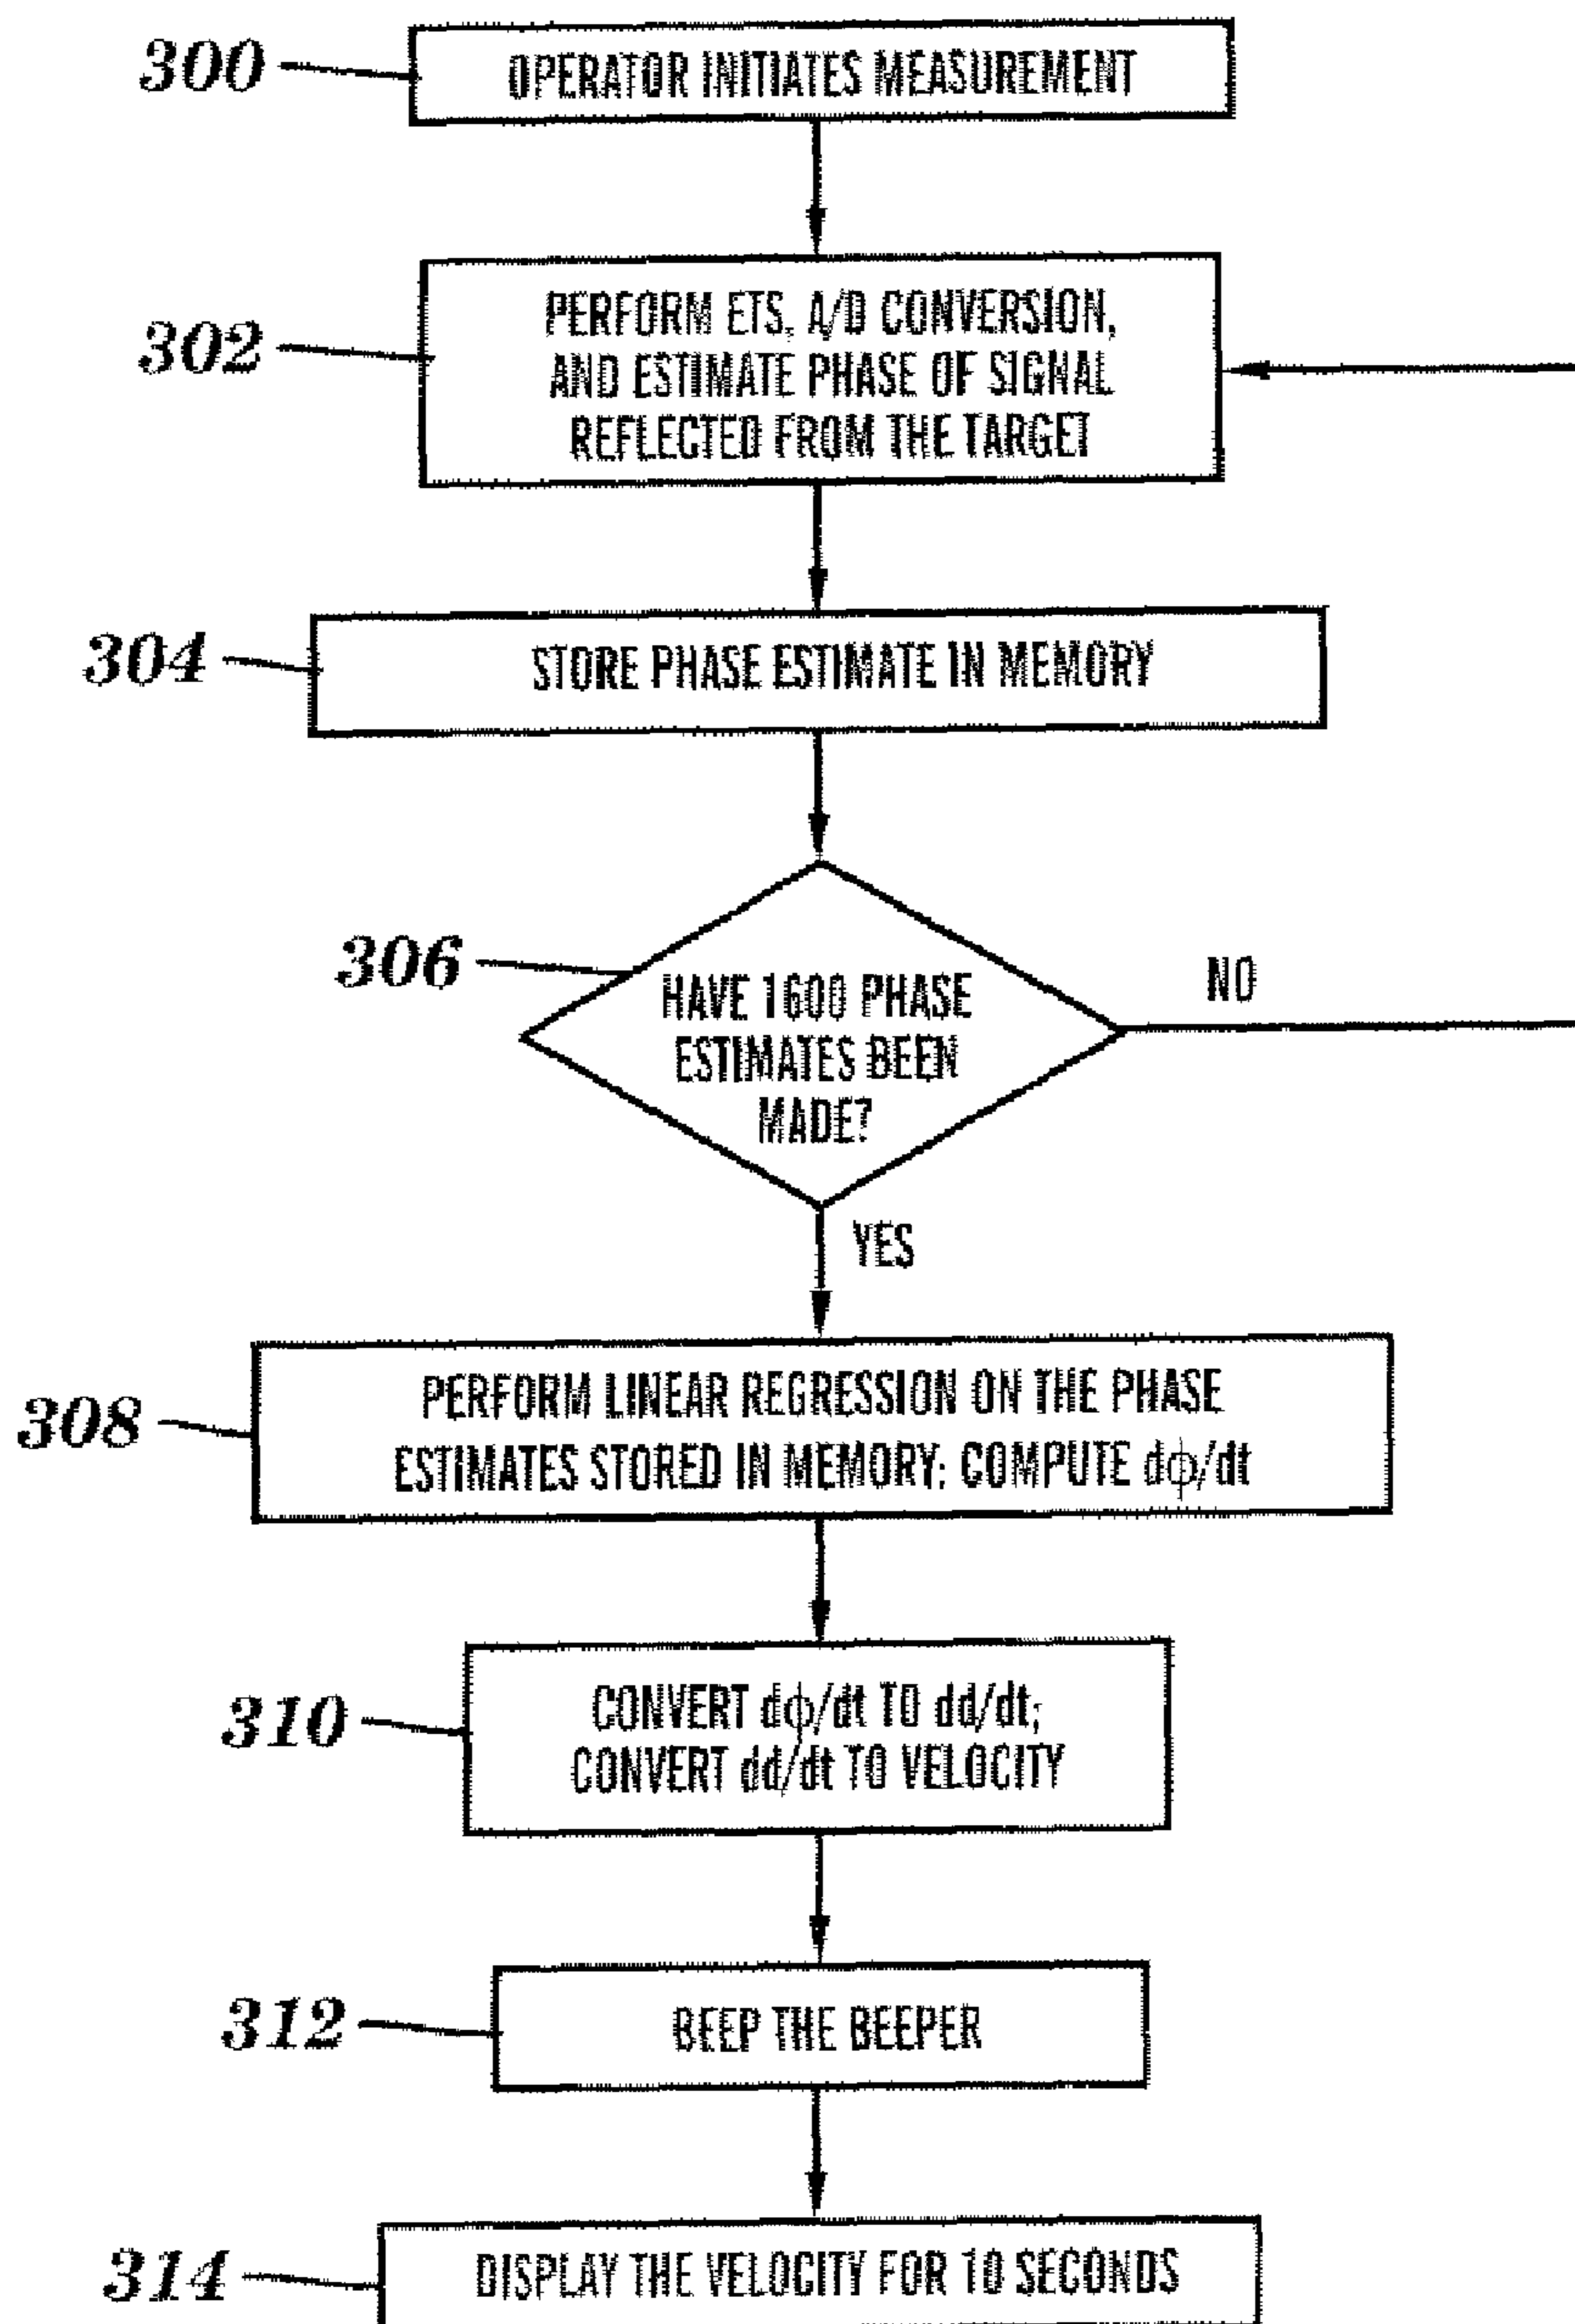 300
OPERATOR INITIATES MEASUREMENT
302
PERFORM ETS, A/D CONVERSION,
AND ESTIMATE PHASE OF SIGNAL
REFLECTED FROM THE TARGET
304
STORE PHASE ESTIMATE IN MEMORY
306
HAVE 1600 PHASE
ESTIMATES BEEN
MADE?
NO
YES
308
PERFORM LINEAR REGRESSION ON THE PHASE
ESTIMATES STORED IN MEMORY; COMPUTE dϕ/dt
310
CONVERT dϕ/dt TO dd/dt;
CONVERT dd/dt TO VELOCITY
312
BEEP THE BEEPER
314
DISPLAY THE VELOCITY FOR 10 SECONDS